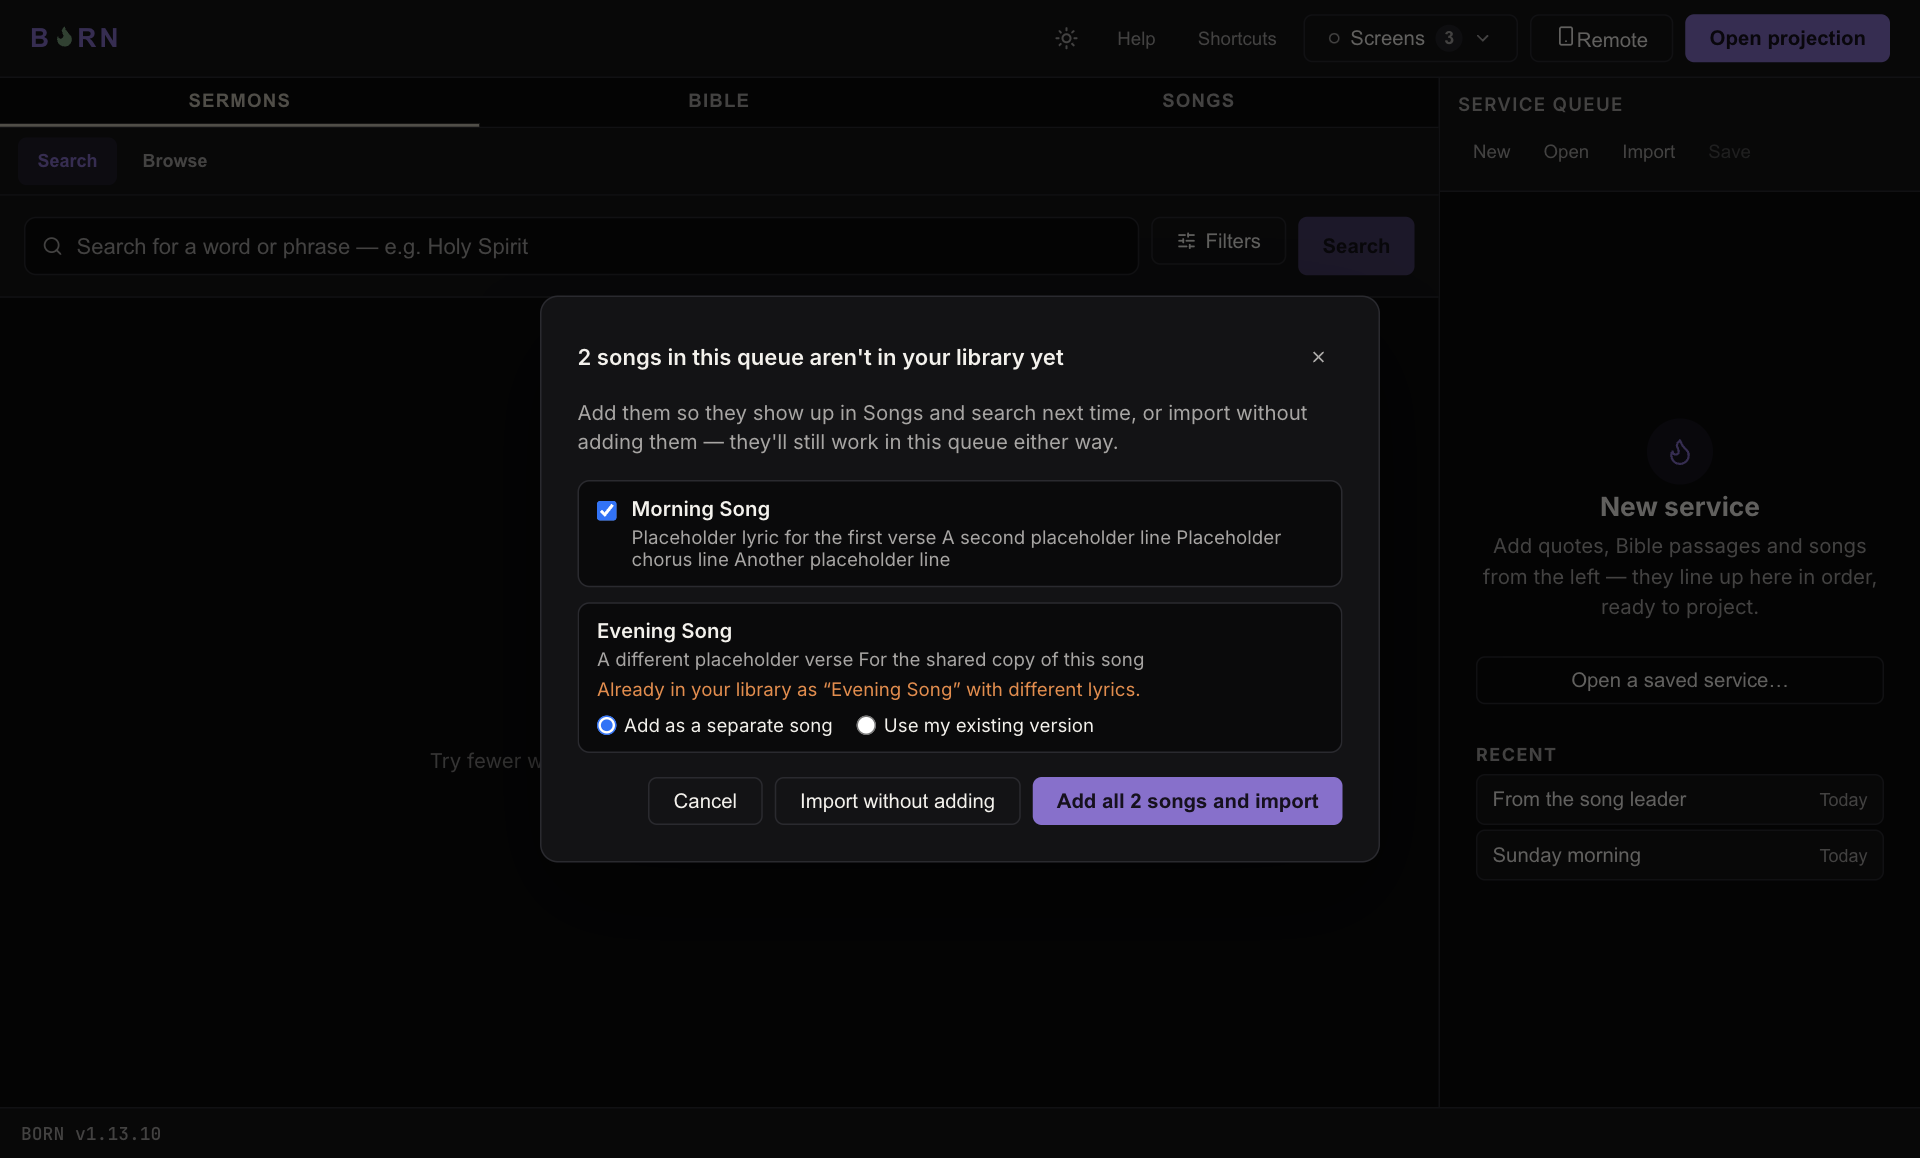 BORN
Help
Shortcuts
Screens 3
Remote
Open projection
SERMONS
BIBLE
SONGS
Search
Browse
Search for a word or phrase — e.g. Holy Spirit
Filters
Search
SERVICE QUEUE
New
Open
Import
Save
2 songs in this queue aren't in your library yet
Add them so they show up in Songs and search next time, or import without
adding them — they'll still work in this queue either way.
Morning Song
Placeholder lyric for the first verse A second placeholder line Placeholder
chorus line Another placeholder line
Evening Song
A different placeholder verse For the shared copy of this song
Already in your library as “Evening Song” with different lyrics.
Add as a separate song
Use my existing version
Cancel
Import without adding
Add all 2 songs and import
Try fewer
New service
Add quotes, Bible passages and songs
from the left — they line up here in order,
ready to project.
Open a saved service…
RECENT
From the song leader Today
Sunday morning Today
BORN v1.13.10